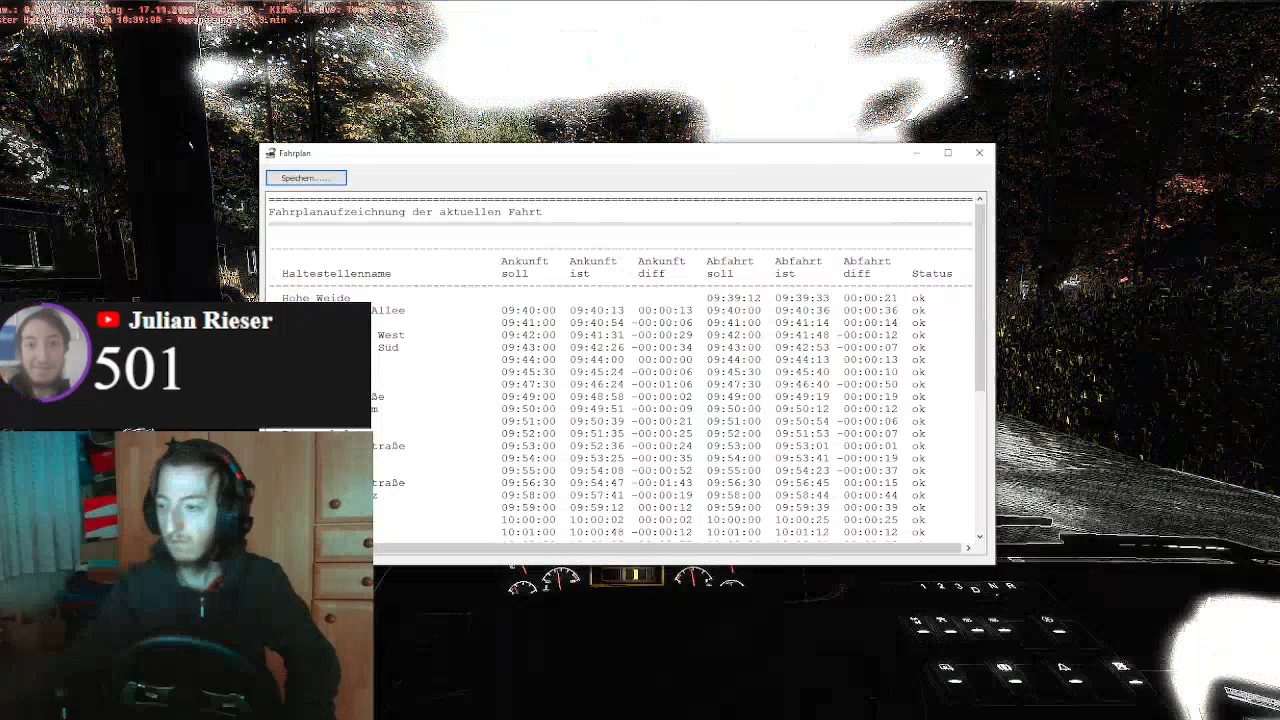 Fahrplan
Speichern......
Fahrplanaufzeichnung der aktuellen Fahrt
Ankunft Ankunft Ankunft Abfahrt Abfahrt Abfahrt
Haltestellenname soll ist diff soll ist diff Status
Hohe Weide 09:39:12 09:39:33 00:00:21 ok
Allee 09:40:00 09:40:13 00:00:13 09:40:00 09:40:36 00:00:36 ok
09:41:00 09:40:54 -00:00:06 09:41:00 09:41:14 00:00:14 ok
West 09:42:00 09:41:31 -00:00:29 09:42:00 09:41:48 -00:00:12 ok
Süd 09:43:00 09:42:26 -00:00:34 09:43:00 09:42:53 -00:00:07 ok
09:44:00 09:44:00 00:00:00 09:44:00 09:44:13 00:00:13 ok
09:45:30 09:45:24 -00:00:06 09:45:30 09:45:40 00:00:10 ok
09:47:30 09:46:24 -00:01:06 09:47:30 09:46:40 -00:00:50 ok
ße 09:49:00 09:48:58 -00:00:02 09:49:00 09:49:19 00:00:19 ok
m 09:50:00 09:49:51 -00:00:09 09:50:00 09:50:12 00:00:12 ok
09:51:00 09:50:39 -00:00:21 09:51:00 09:50:54 -00:00:06 ok
09:52:00 09:51:35 -00:00:25 09:52:00 09:51:53 -00:00:07 ok
traße 09:53:00 09:52:36 -00:00:24 09:53:00 09:53:01 00:00:01 ok
09:54:00 09:53:25 -00:00:35 09:54:00 09:53:41 -00:00:19 ok
09:55:00 09:54:08 -00:00:52 09:55:00 09:54:23 -00:00:37 ok
traße 09:56:30 09:54:47 -00:01:43 09:56:30 09:56:45 00:00:15 ok
z 09:58:00 09:57:41 -00:00:19 09:58:00 09:58:44 00:00:44 ok
09:59:00 09:59:12 00:00:12 09:59:00 09:59:39 00:00:39 ok
10:00:00 10:00:02 00:00:02 10:00:00 10:00:25 00:00:25 ok
10:01:00 10:00:48 -00:00:12 10:01:00 10:01:12 00:00:12 ok
Julian Rieser
501
1 2 3 D N R